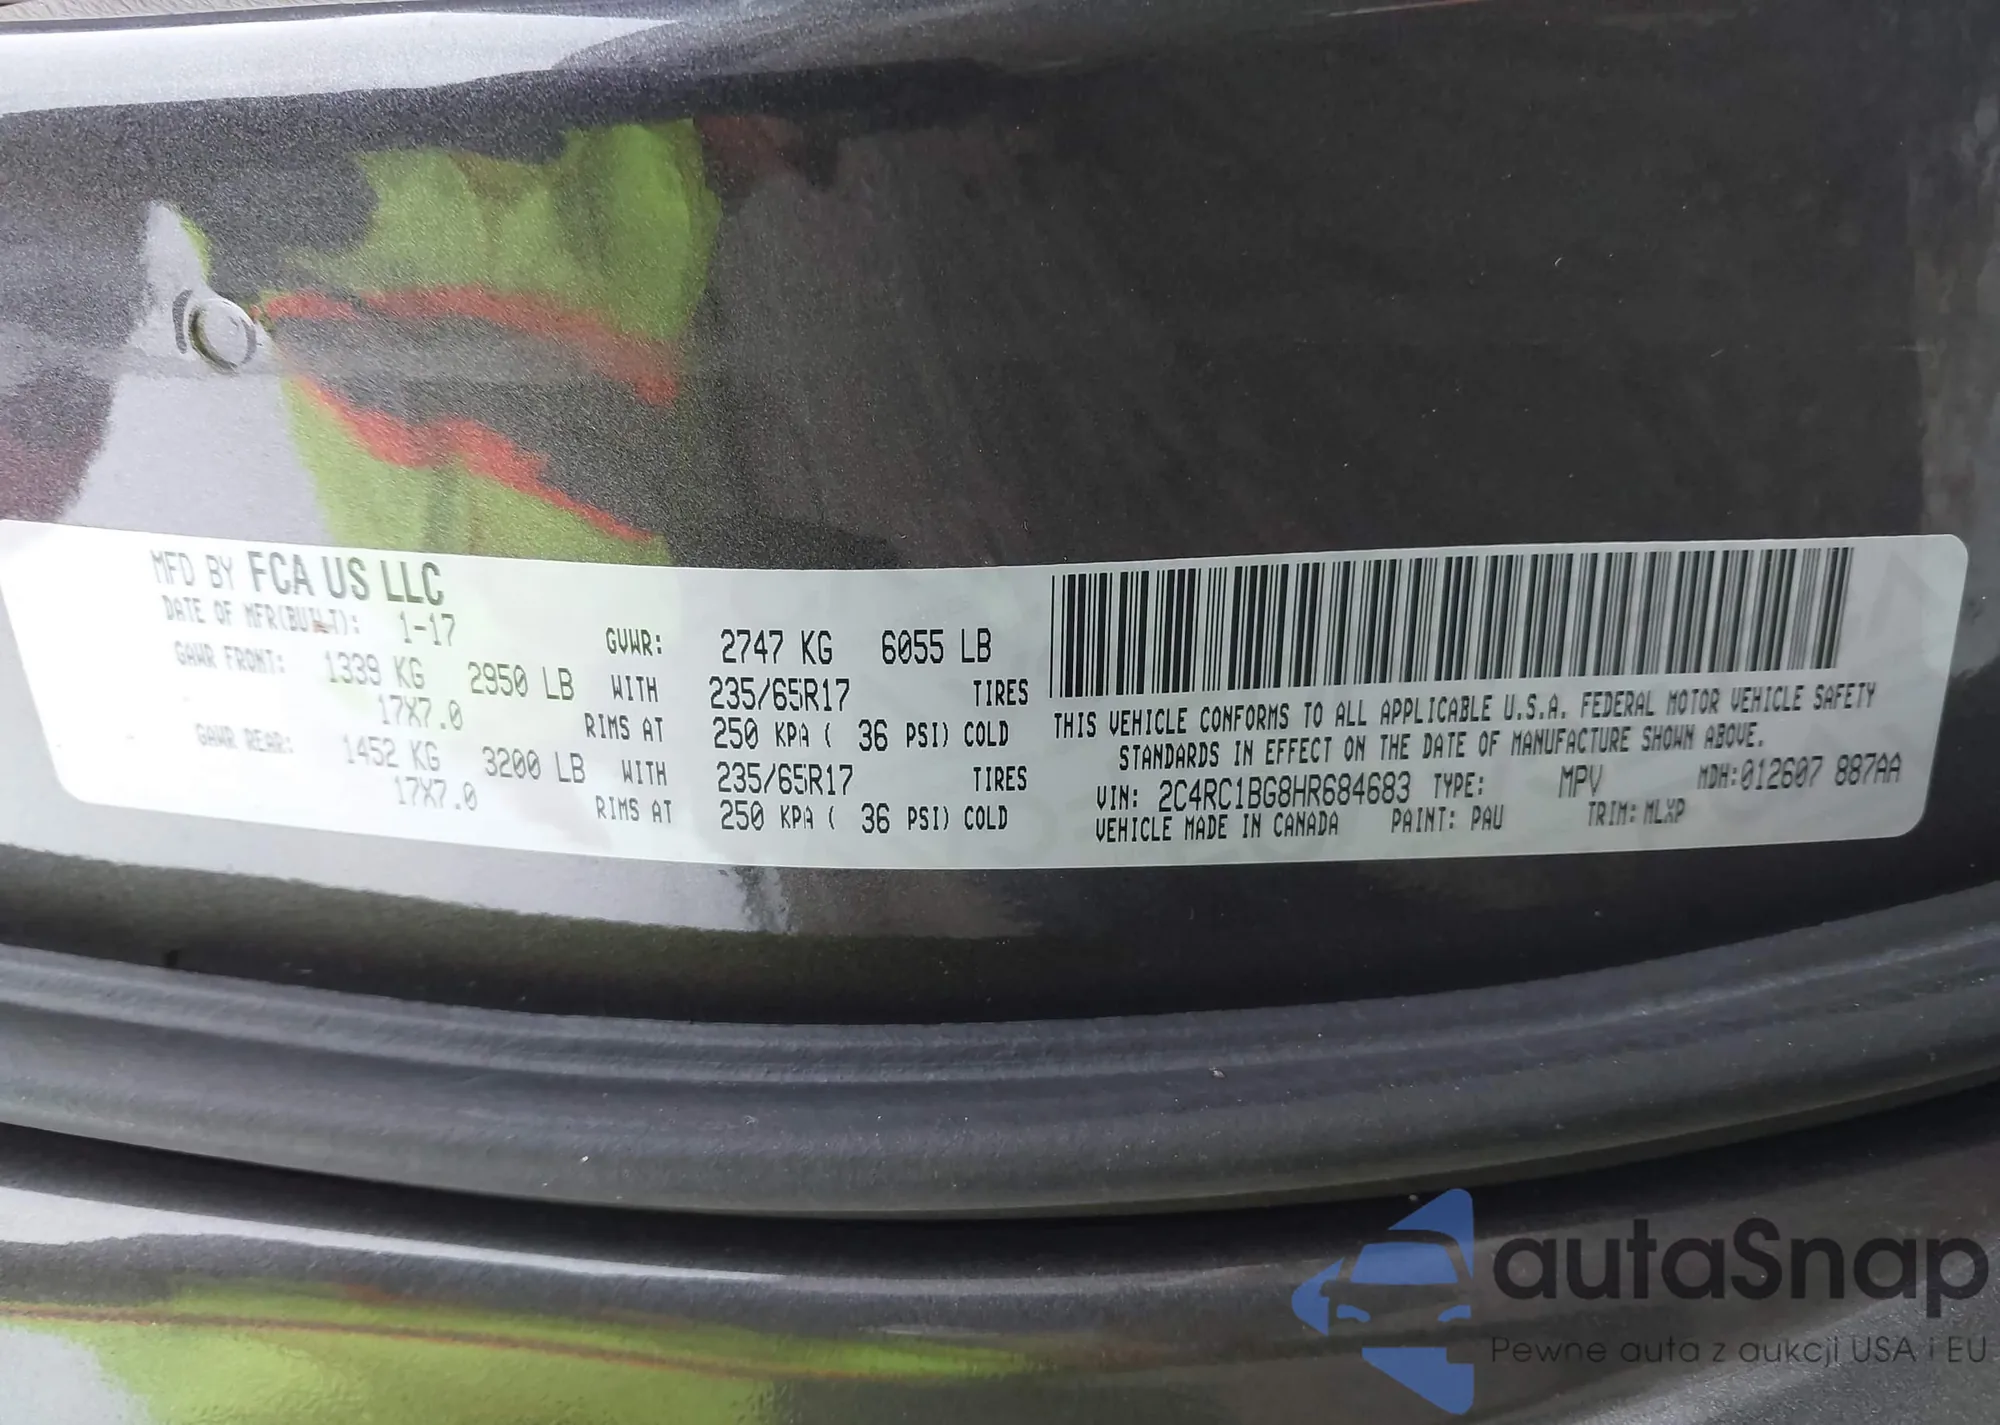 MFD BY FCA US LLC
DATE OF MFR(BUILT): 1-17 GVWR: 2747 KG 6055 LB
GAWR FRONT: 1339 KG 2950 LB WITH 235/65R17 TIRES
17X7.0 RIMS AT 250 KPA ( 36 PSI) COLD
GAWR REAR: 1452 KG 3200 LB WITH 235/65R17 TIRES
17X7.0 RIMS AT 250 KPA ( 36 PSI) COLD
THIS VEHICLE CONFORMS TO ALL APPLICABLE U.S.A. FEDERAL MOTOR VEHICLE SAFETY
STANDARDS IN EFFECT ON THE DATE OF MANUFACTURE SHOWN ABOVE.
VIN: 2C4RC1BG8HR684683 TYPE: MPV MDH:012607 887AA
VEHICLE MADE IN CANADA PAINT: PAU TRIM: MLXP
autaSnap
Pewne auta z aukcji USA i EU